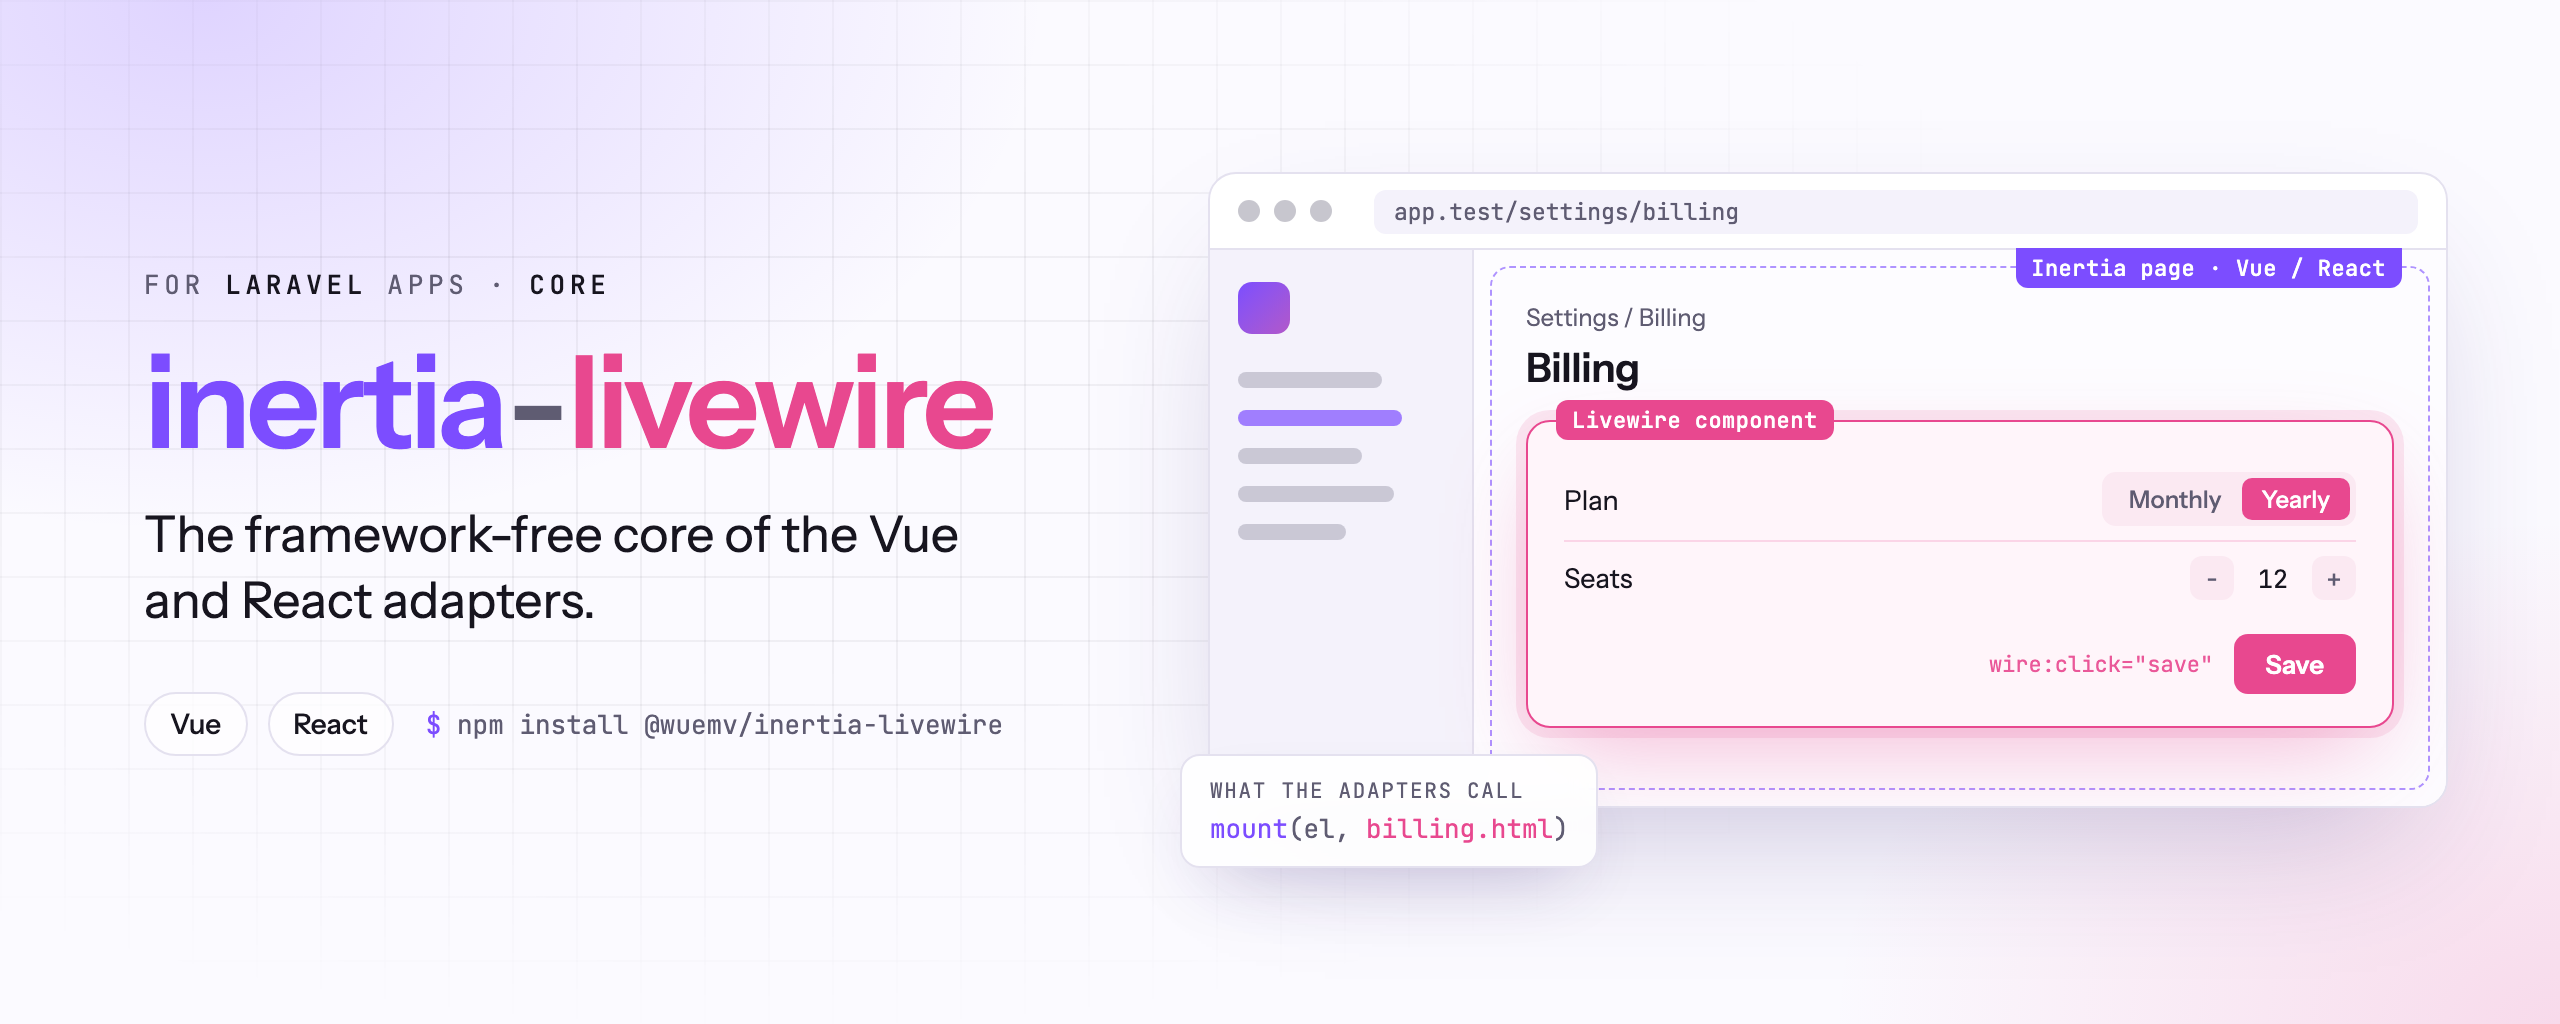 FOR LARAVEL APPS · CORE
inertia-livewire
The framework-free core of the Vue
and React adapters.
Vue
React
$ npm install @wuemv/inertia-livewire
app.test/settings/billing
Inertia page · Vue / React
Settings / Billing
Billing
Livewire component
Plan
Monthly
Yearly
Seats
- 12 +
wire:click="save"
Save
WHAT THE ADAPTERS CALL
mount(el, billing.html)